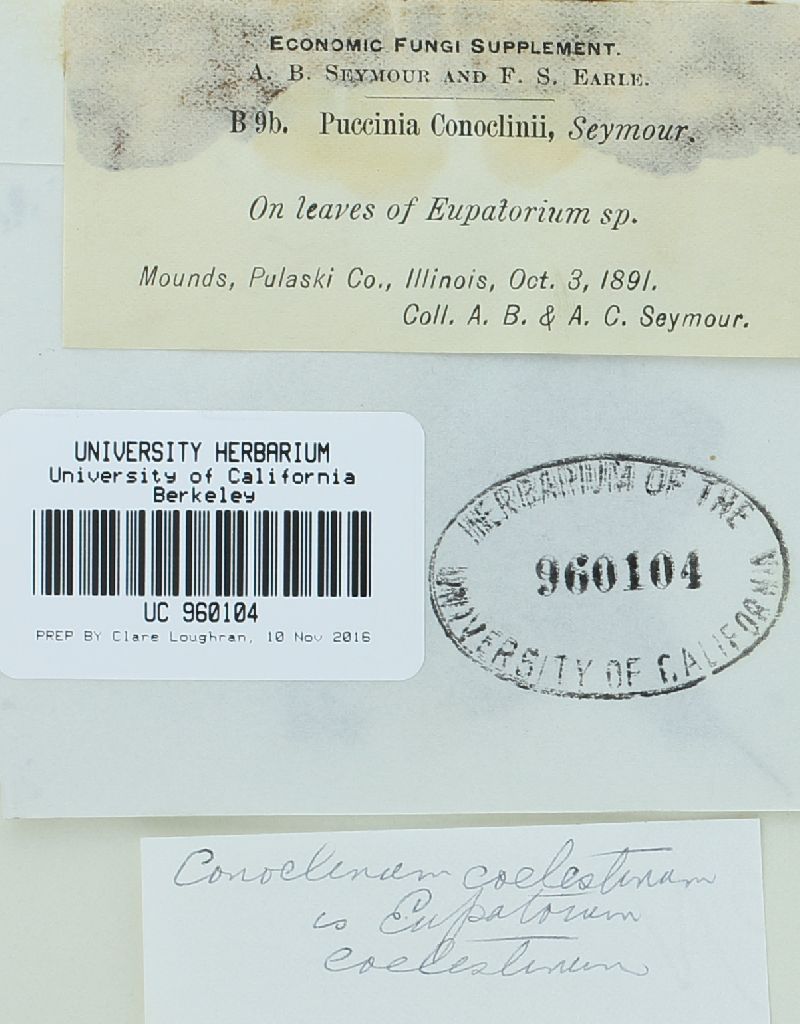 ECONOMIC FUNGI SUPPLEMENT.
A. B. SEYMOUR AND F. S. EARLE.
B 9b. Puccinia Conoclinii, Seymour.
On leaves of Eupatorium sp.
Mounds, Pulaski Co., Illinois, Oct. 3, 1891.
Coll. A. B. & A. C. Seymour.
UNIVERSITY HERBARIUM
University of California
Berkeley
UC 960104
PREP BY Clare Loughran, 10 Nov 2016
HERBARIUM OF THE
960104
UNIVERSITY OF CALIFORNIA
Conoclinum coelestinum
is Eupatorium
coelestinum